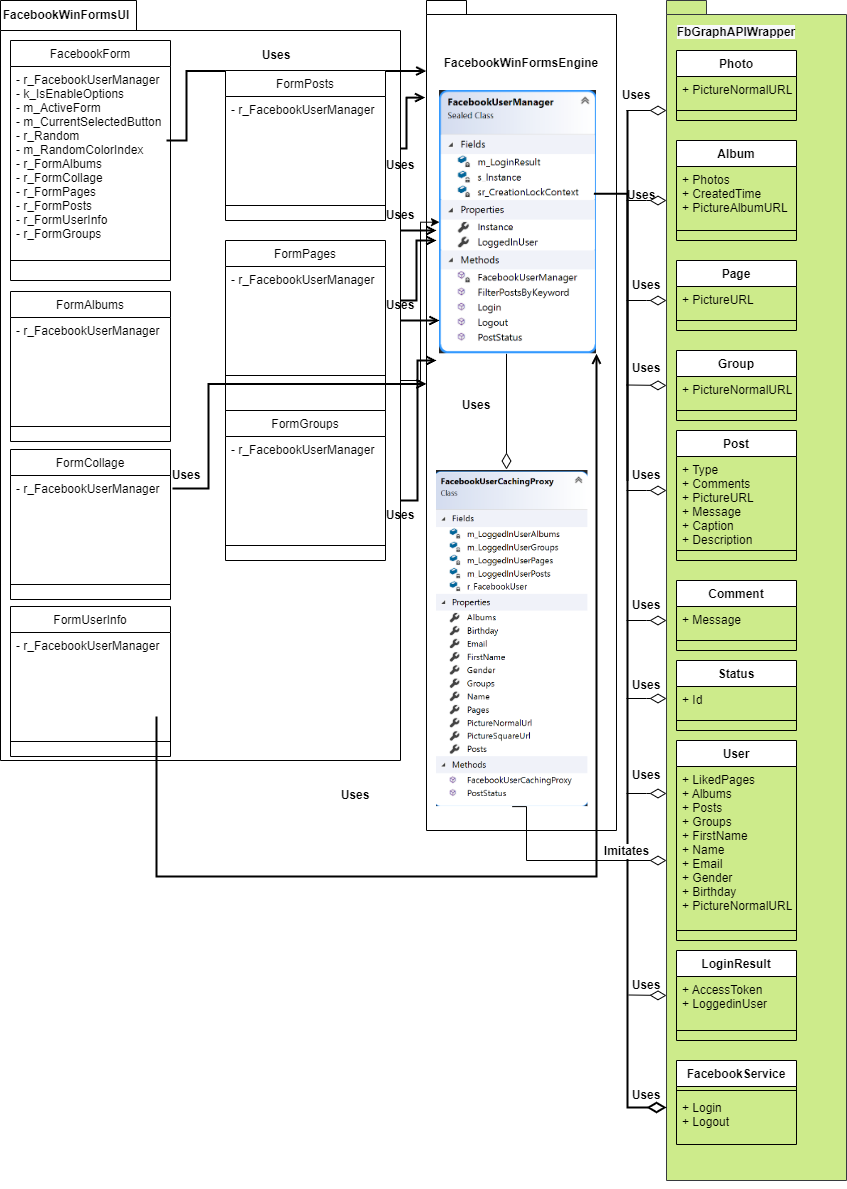 FacebookWinFormsUI
FacebookForm
- r_FacebookUserManager
- k_IsEnableOptions
- m_ActiveForm
- m_CurrentSelectedButton
- r_Random
- m_RandomColorIndex
- r_FormAlbums
- r_FormCollage
- r_FormPages
- r_FormPosts
- r_FormUserInfo
- r_FormGroups
FormAlbums
- r_FacebookUserManager
FormCollage
- r_FacebookUserManager
FormUserInfo
- r_FacebookUserManager
Uses
FormPosts
- r_FacebookUserManager
FormPages
- r_FacebookUserManager
FormGroups
- r_FacebookUserManager
Uses
Uses
Uses
Uses
Uses
Uses
FacebookWinFormsEngine
FacebookUserManager
Sealed Class
Fields
m_LoginResult
s_Instance
sr_CreationLockContext
Properties
Instance
LoggedInUser
Methods
FacebookUserManager
FilterPostsByKeyword
Login
Logout
PostStatus
Uses
FacebookUserCachingProxy
Class
Fields
m_LoggedInUserAlbums
m_LoggedInUserGroups
m_LoggedInUserPages
m_LoggedInUserPosts
r_FacebookUser
Properties
Albums
Birthday
Email
FirstName
Gender
Groups
Name
Pages
PictureNormalUrl
PictureSquareUrl
Posts
Methods
FacebookUserCachingProxy
PostStatus
FbGraphAPIWrapper
Uses
Photo
+ PictureNormalURL
Uses
Album
+ Photos
+ CreatedTime
+ PictureAlbumURL
Uses
Page
+ PictureURL
Uses
Group
+ PictureNormalURL
Uses
Post
+ Type
+ Comments
+ PictureURL
+ Message
+ Caption
+ Description
Uses
Comment
+ Message
Uses
Status
+ Id
Uses
User
+ LikedPages
+ Albums
+ Posts
+ Groups
+ FirstName
+ Name
+ Email
+ Gender
+ Birthday
+ PictureNormalURL
Imitates
Uses
LoginResult
+ AccessToken
+ LoggedinUser
Uses
FacebookService
+ Login
+ Logout